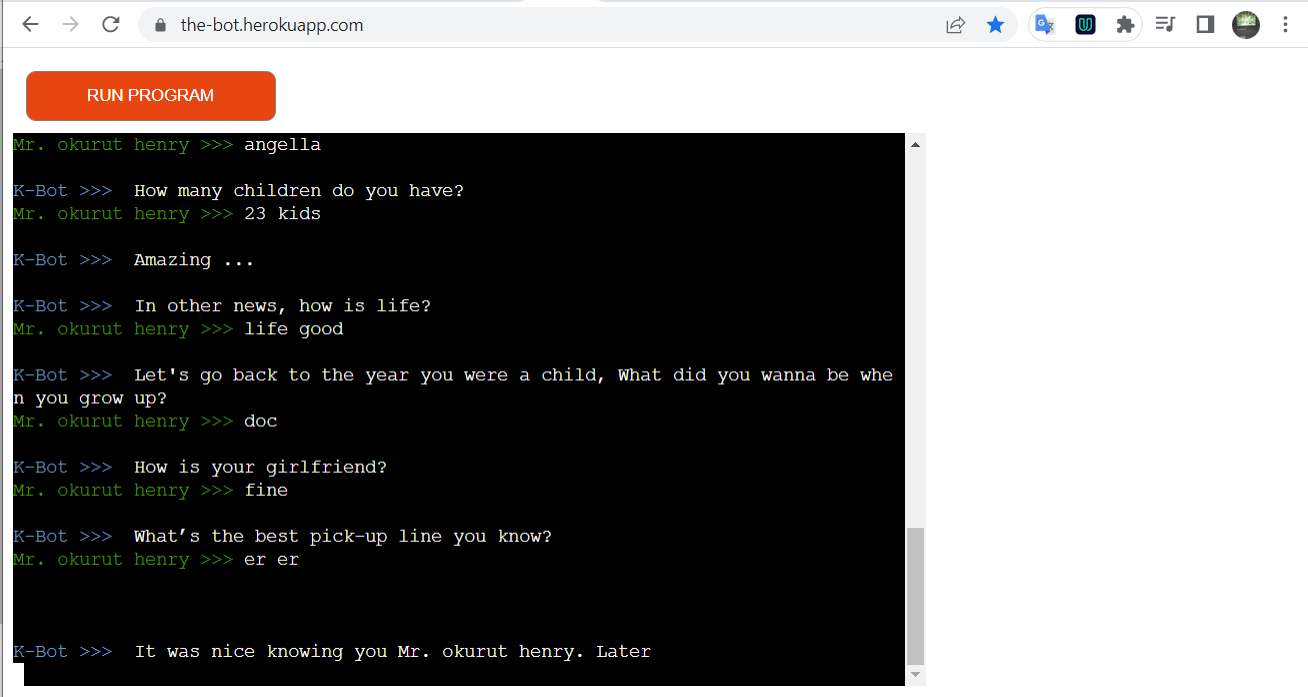 the-bot.herokuapp.com
RUN PROGRAM
Mr. okurut henry >>> angella
K-Bot >>> How many children do you have?
Mr. okurut henry >>> 23 kids
K-Bot >>> Amazing ...
K-Bot >>> In other news, how is life?
Mr. okurut henry >>> life good
K-Bot >>> Let's go back to the year you were a child, What did you wanna be whe
n you grow up?
Mr. okurut henry >>> doc
K-Bot >>> How is your girlfriend?
Mr. okurut henry >>> fine
K-Bot >>> What’s the best pick-up line you know?
Mr. okurut henry >>> er er
K-Bot >>> It was nice knowing you Mr. okurut henry. Later